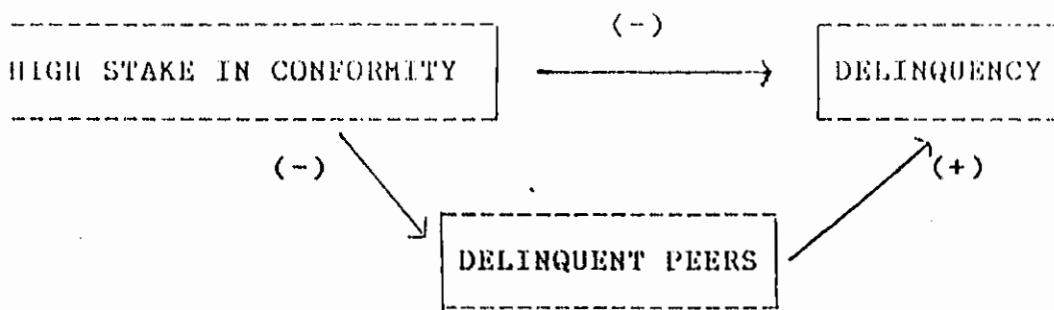 (-)
HIGH STAKE IN CONFORMITY
DELINQUENCY
(-)
(+)
DELINQUENT PEERS